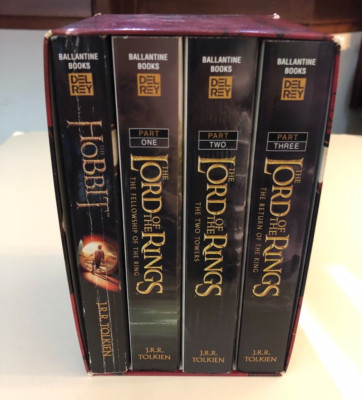 BALLANTINE
BOOKS
DEL
REY
THE
HOBBIT™
J.R.R. TOLKIEN
BALLANTINE
BOOKS
DEL
REY
PART
ONE
THE
LORD
OF THE
RINGS
THE FELLOWSHIP OF THE RING
J.R.R.
TOLKIEN
BALLANTINE
BOOKS
DEL
REY
PART
TWO
THE
LORD
OF THE
RINGS
THE TWO TOWERS
J.R.R.
TOLKIEN
BALLANTINE
BOOKS
DEL
REY
PART
THREE
THE
LORD
OF THE
RINGS
THE RETURN OF THE KING
J.R.R.
TOLKIEN